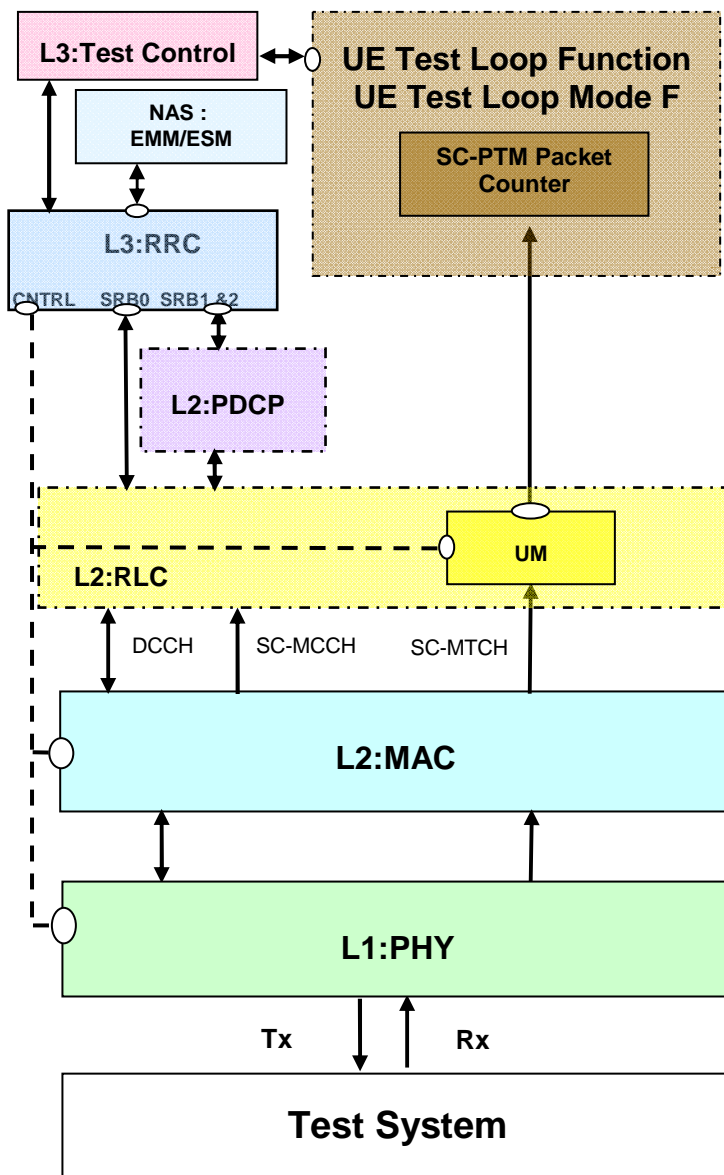 L3:Test Control
UE Test Loop Function
UE Test Loop Mode F
NAS :
EMM/ESM
SC-PTM Packet
Counter
L3:RRC
CNTRL SRB0 SRB1 &2
L2:PDCP
UM
L2:RLC
DCCH SC-MCCH SC-MTCH
L2:MAC
L1:PHY
Tx Rx
Test System